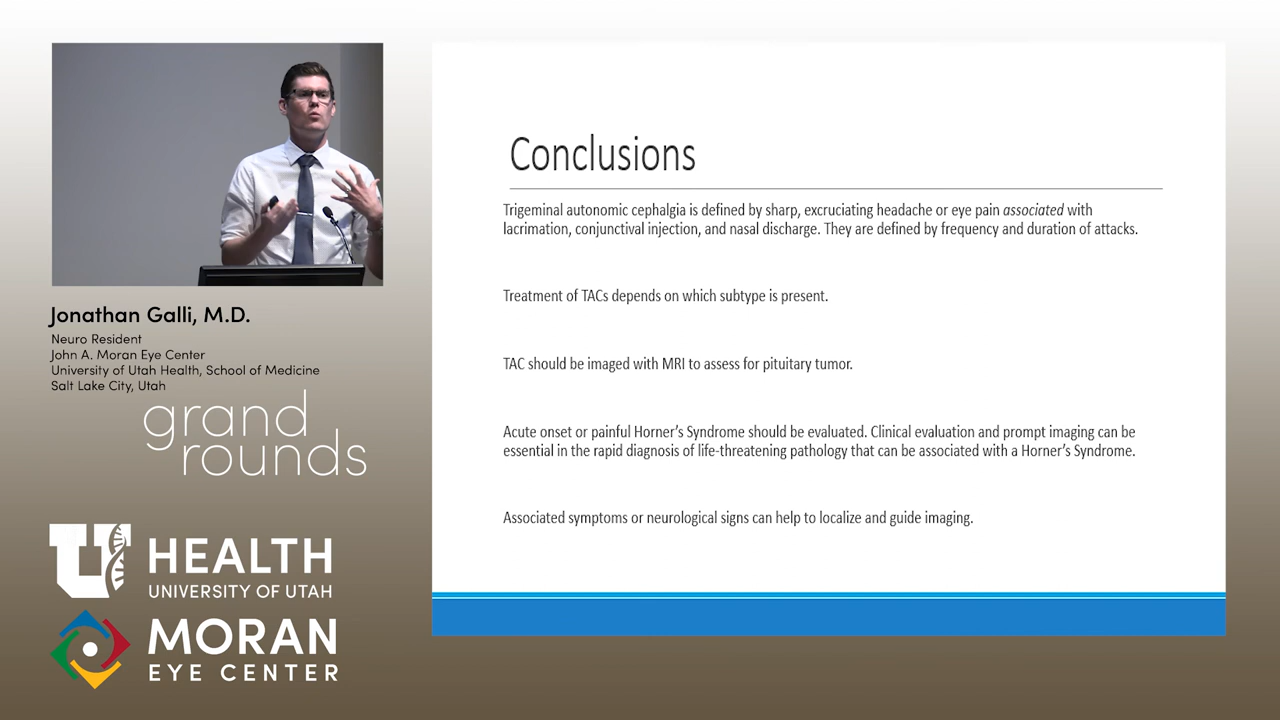 Jonathan Galli, M.D.
Neuro Resident
John A. Moran Eye Center
University of Utah Health, School of Medicine
Salt Lake City, Utah
grand
rounds
U HEALTH
UNIVERSITY OF UTAH
MORAN
EYE CENTER
Conclusions
Trigeminal autonomic cephalgia is defined by sharp, excruciating headache or eye pain associated with
lacrimation, conjunctival injection, and nasal discharge. They are defined by frequency and duration of attacks.
Treatment of TACs depends on which subtype is present.
TAC should be imaged with MRI to assess for pituitary tumor.
Acute onset or painful Horner's Syndrome should be evaluated. Clinical evaluation and prompt imaging can be
essential in the rapid diagnosis of life-threatening pathology that can be associated with a Horner's Syndrome.
Associated symptoms or neurological signs can help to localize and guide imaging.